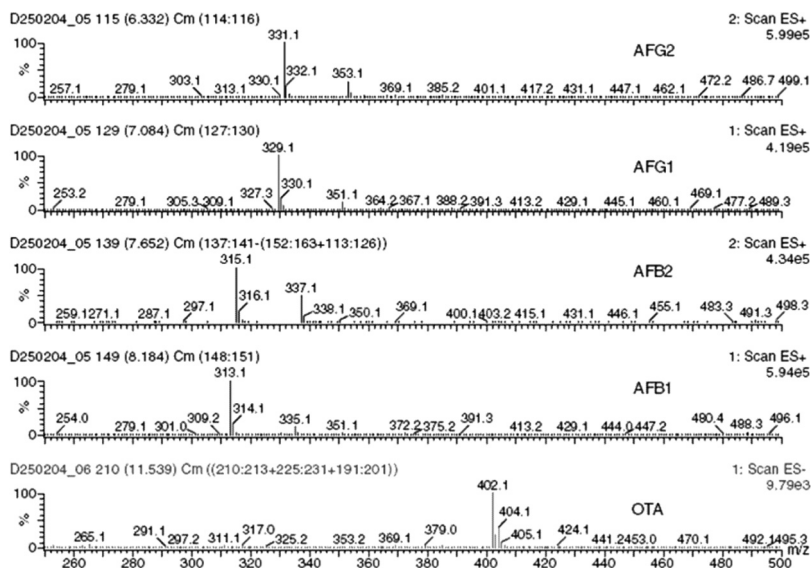 D250204_05 115 (6.332) Cm (114:116)
2: Scan ES+
5.99e5
100
%
0
331.1
AFG2
257.1 279.1 303.1 313.1 330.1 332.1 353.1 369.1 385.2 401.1 417.2 431.1 447.1 462.1 472.2 486.7 499.1
D250204_05 129 (7.084) Cm (127:130)
1: Scan ES+
4.19e5
100
%
0
329.1
AFG1
253.2 279.1 305.3 309.1 327.3 330.1 351.1 364.2 367.1 388.2 391.3 413.2 429.1 445.1 460.1 469.1 477.2 489.3
D250204_05 139 (7.652) Cm (137:141-(152:163+113:126))
2: Scan ES+
4.34e5
100
%
0
315.1
AFB2
259.1 271.1 287.1 297.1 316.1 337.1 338.1 350.1 369.1 400.1 403.2 415.1 431.1 446.1 455.1 483.3 491.3 498.3
D250204_05 149 (8.184) Cm (148:151)
1: Scan ES+
5.94e5
100
%
0
313.1
AFB1
254.0 279.1 301.0 309.2 314.1 335.1 351.1 372.2 375.2 391.3 413.2 429.1 444.0 447.2 480.4 488.3 496.1
D250204_06 210 (11.539) Cm ((210:213+225:231+191:201))
1: Scan ES-
9.79e3
100
%
0
402.1
OTA
265.1 291.1 297.2 311.1 317.0 325.2 353.2 369.1 379.0 404.1 405.1 424.1 441.2 453.0 470.1 492.1 495.2
m/z
260 280 300 320 340 360 380 400 420 440 460 480 500